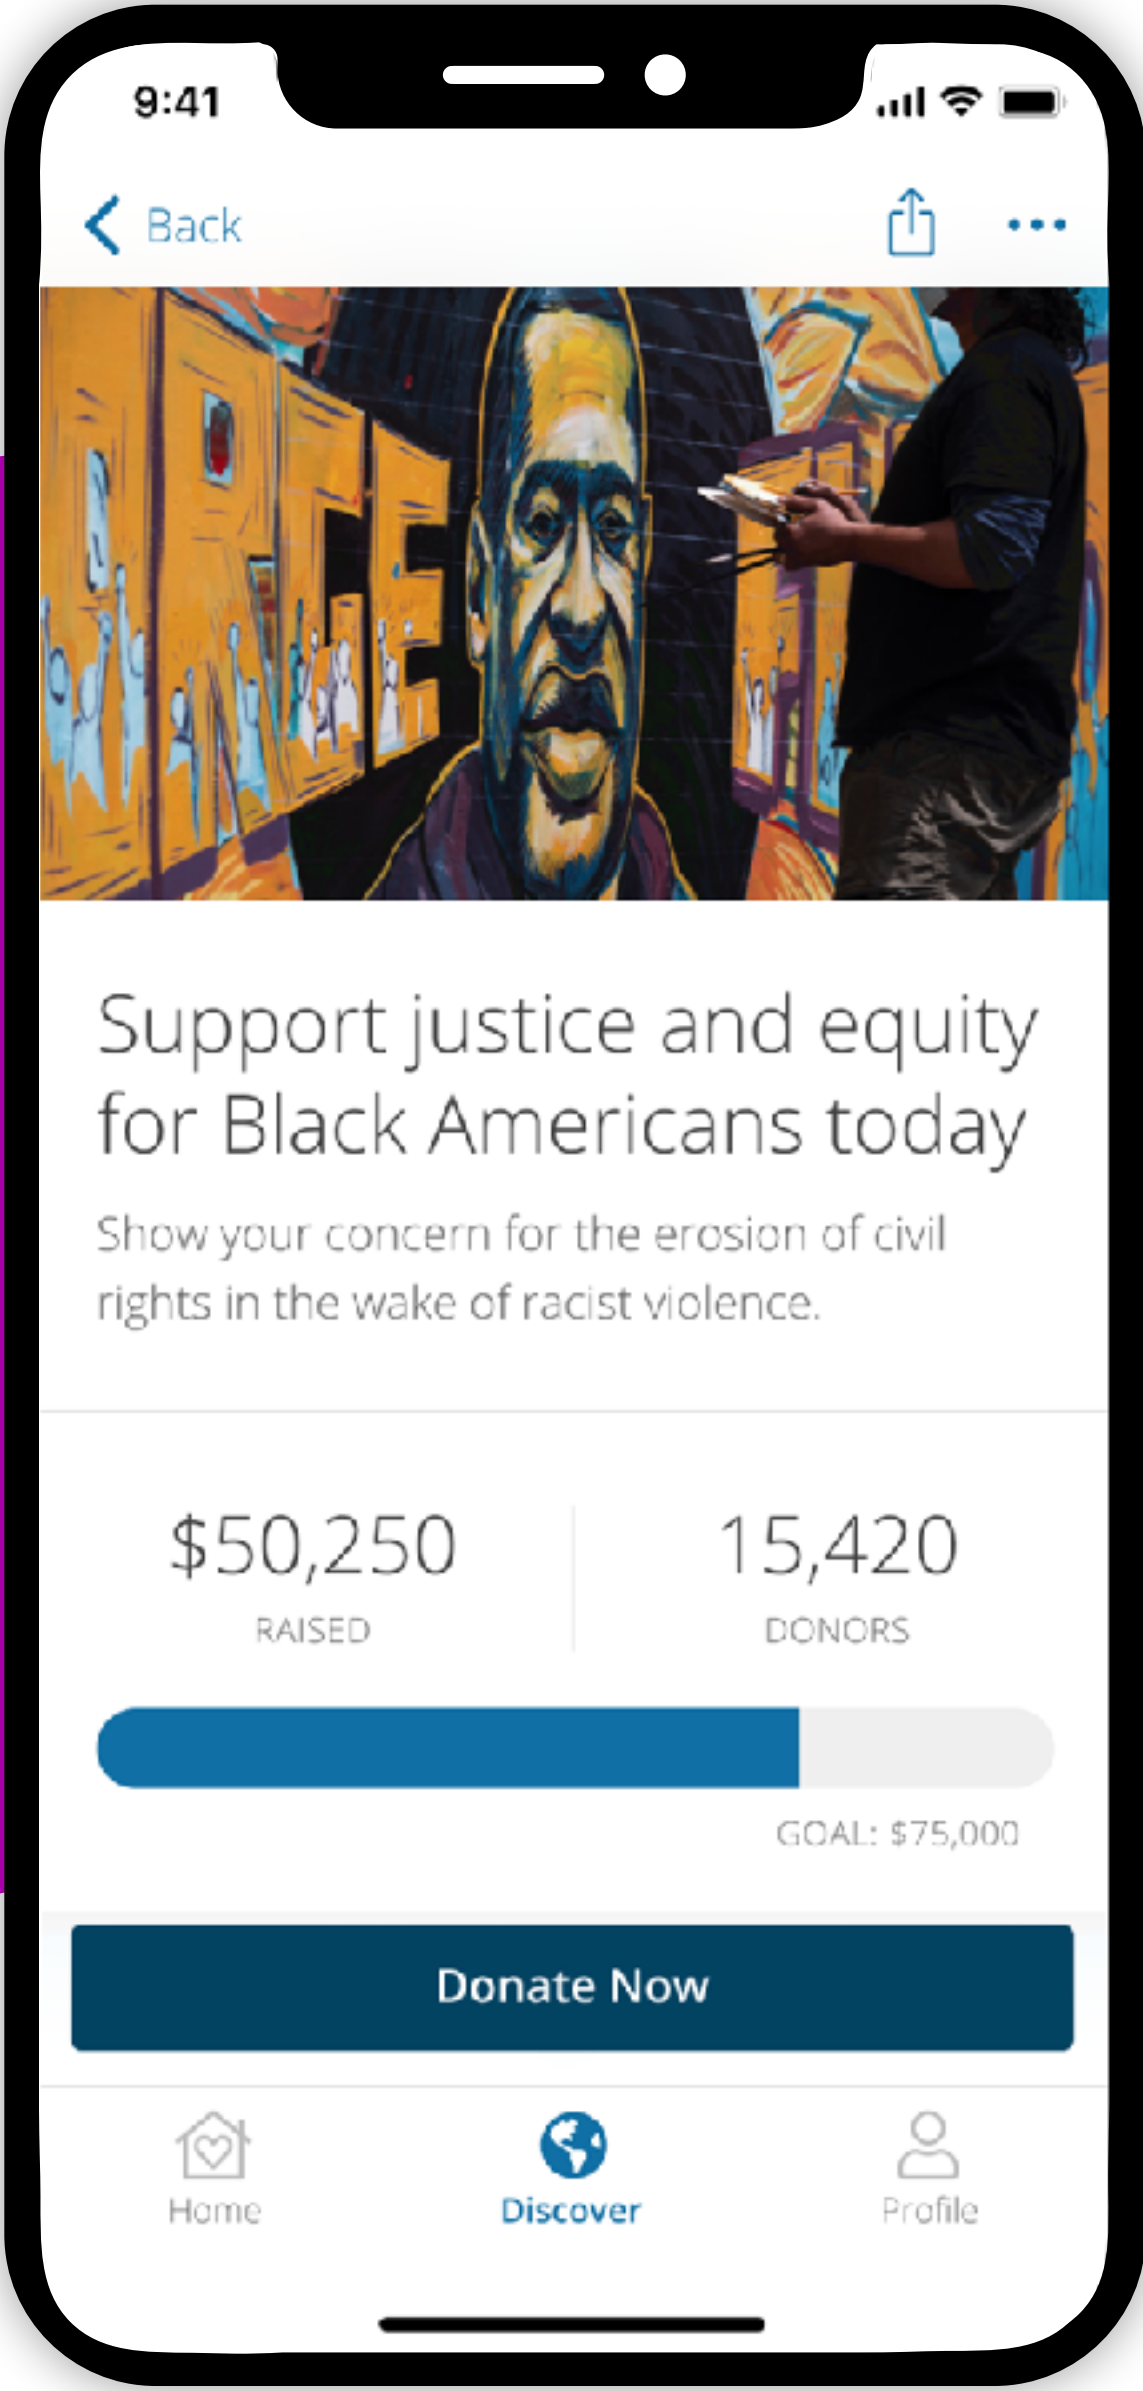 9:41
Back
Support justice and equity
for Black Americans today
Show your concern for the erosion of civil
rights in the wake of racist violence.
$50,250
RAISED
15,420
DONORS
GOAL: $75,000
Donate Now
Home
Discover
Profile